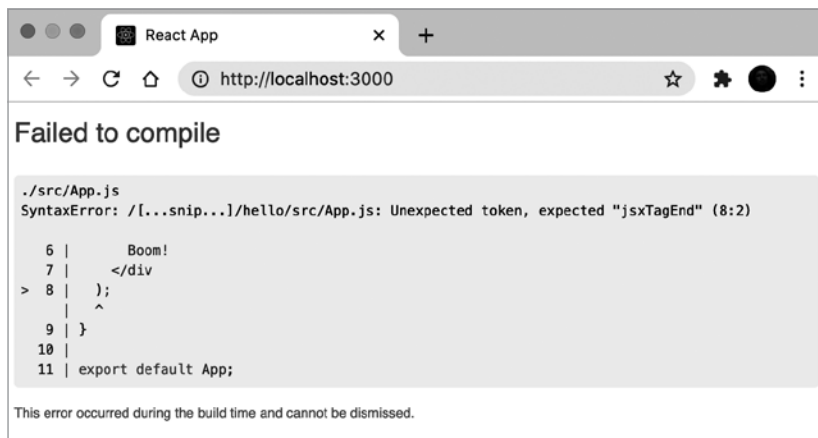 React App
http://localhost:3000
Failed to compile
./src/App.js
SyntaxError: /[...snip...]/hello/src/App.js: Unexpected token, expected "jsxTagEnd" (8:2)
6 |       Boom!
7 |     </div
> 8 |   );
|   ^
9 | }
10 |
11 | export default App;
This error occurred during the build time and cannot be dismissed.